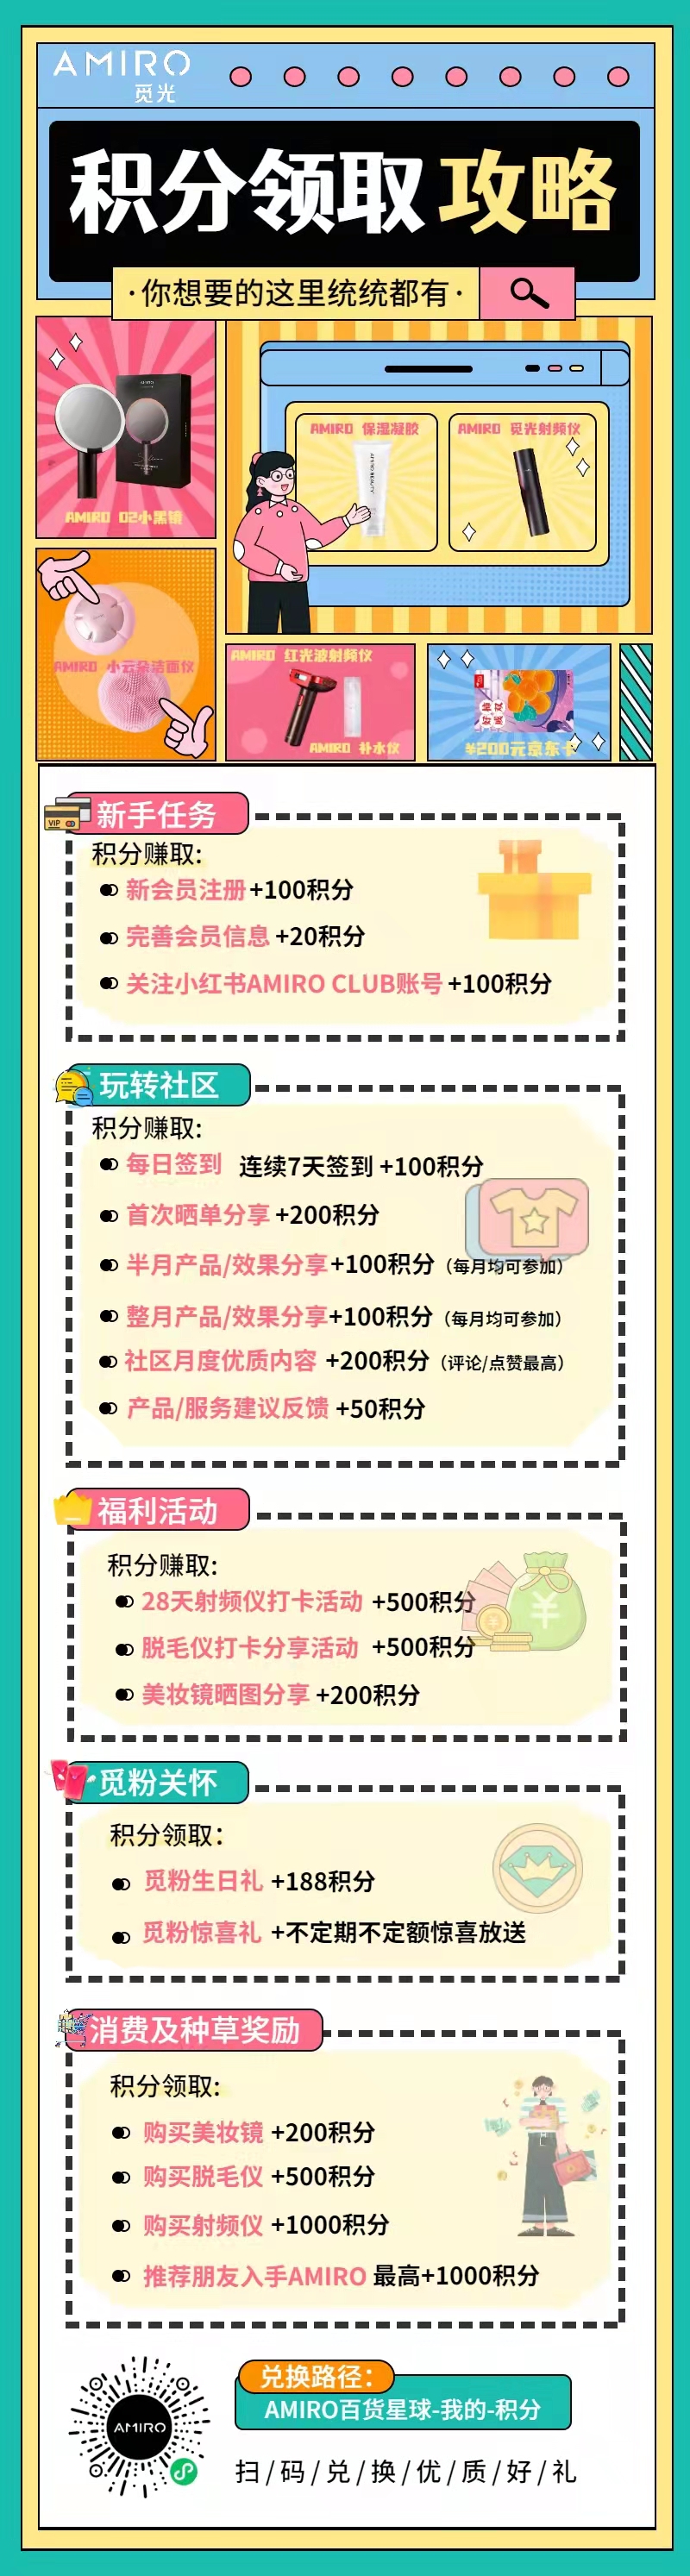 AMIRO
觅光
积分领取攻略
·你想要的这里统统都有·
AMIRO
AMIRO 02小黑镜
AMIRO 保湿凝胶
AMIRO BEAUTY
AMIRO 觅光射频仪
AMIRO 小云朵洁面仪
AMIRO 红光波射频仪
AMIRO 补水仪
好柿成双
¥200元京东卡
VIP
新手任务
积分赚取:
新会员注册+100积分
完善会员信息+20积分
关注小红书AMIRO CLUB账号+100积分
玩转社区
积分赚取:
每日签到 连续7天签到+100积分
首次晒单分享+200积分
半月产品/效果分享+100积分（每月均可参加）
整月产品/效果分享+100积分（每月均可参加）
社区月度优质内容 +200积分（评论/点赞最高）
产品/服务建议反馈 +50积分
福利活动
积分赚取:
28天射频仪打卡活动 +500积分
脱毛仪打卡分享活动 +500积分
¥
美妆镜晒图分享+200积分
觅粉关怀
积分领取：
觅粉生日礼 +188积分
觅粉惊喜礼 +不定期不定额惊喜放送
消费及种草奖励
积分领取:
购买美妆镜 +200积分
购买脱毛仪 +500积分
购买射频仪 +1000积分
推荐朋友入手AMIRO 最高+1000积分
AMIRO
兑换路径：
AMIRO百货星球-我的-积分
扫/码/兑/换/优/质/好/礼